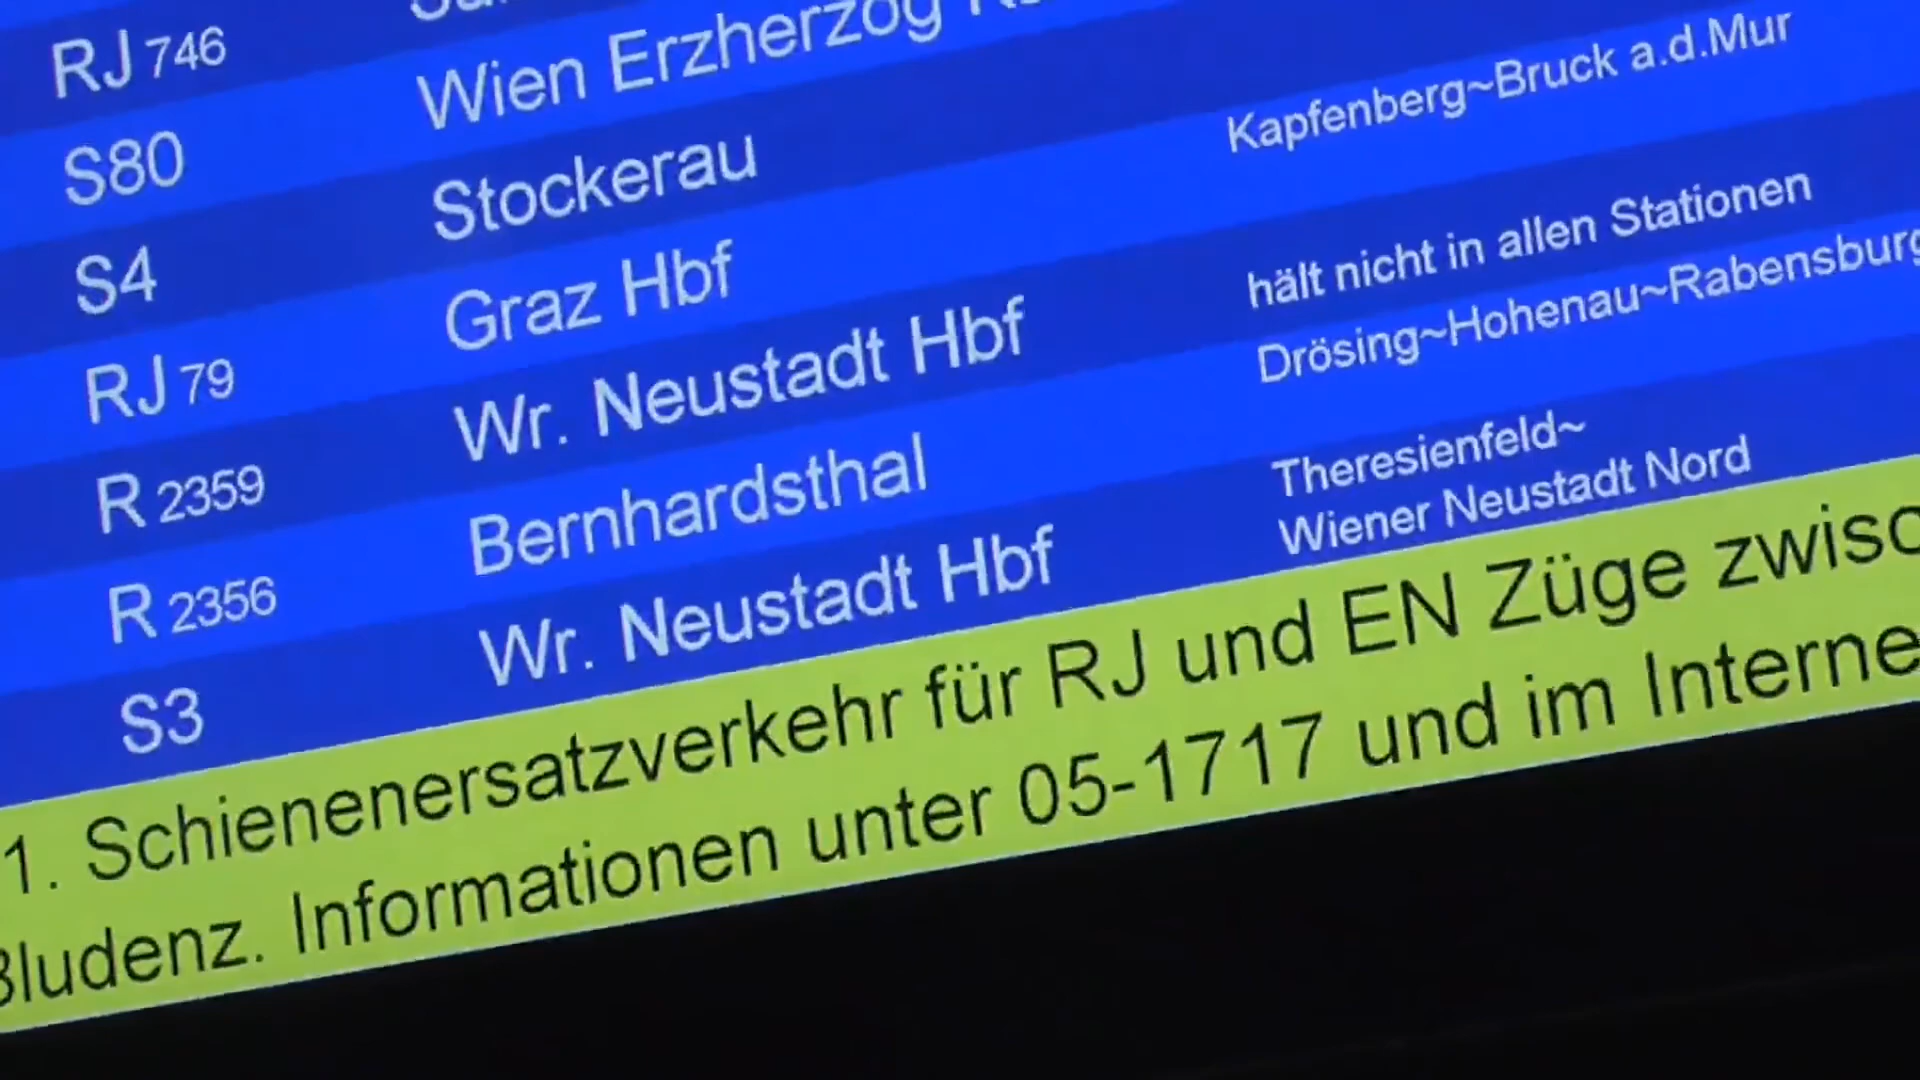 RJ 746
S80 Wien Erzherzog
S4 Stockerau
RJ 79 Graz Hbf Kapfenberg~Bruck a.d.Mur
R 2359 Wr. Neustadt Hbf hält nicht in allen Stationen
R 2356 Bernhardsthal Drösing~Hohenau~Rabensburg
S3 Wr. Neustadt Hbf Theresienfeld~
Wiener Neustadt Nord
1. Schienenersatzverkehr für RJ und EN Züge zwisc
Bludenz. Informationen unter 05-1717 und im Interne